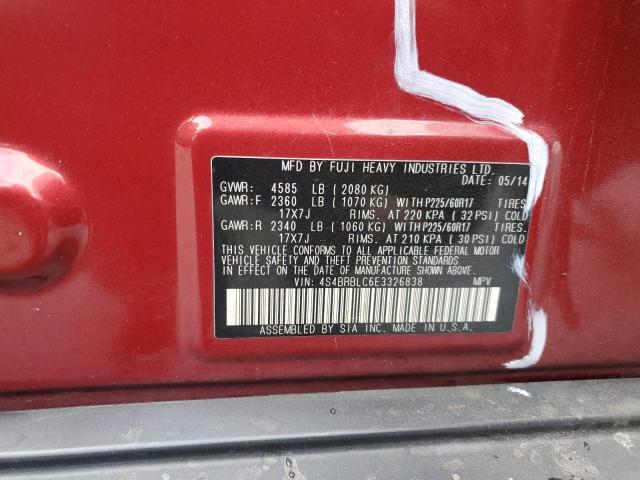 MFD BY FUJI HEAVY INDUSTRIES LTD.
DATE: 05/14
GVWR: 4585 LB (2080 KG)
GAWR:F 2360 LB (1070 KG) WITH P225/60R17 TIRES
17X7J RIMS. AT 220 KPA (32 PSI) COLD
GAWR:R 2340 LB (1060 KG) WITH P225/60R17 TIRES.
17X7J RIMS. AT 210 KPA (30 PSI) COLD
THIS VEHICLE CONFORMS TO ALL APPLICABLE FEDERAL MOTOR
VEHICLE SAFETY AND THEFT PREVENTION STANDARDS
IN EFFECT ON THE DATE OF MANUFACTURE SHOWN ABOVE.
VIN: 4S4BRBLC6E3326838 MPV
ASSEMBLED BY SIA INC. MADE IN U.S.A.